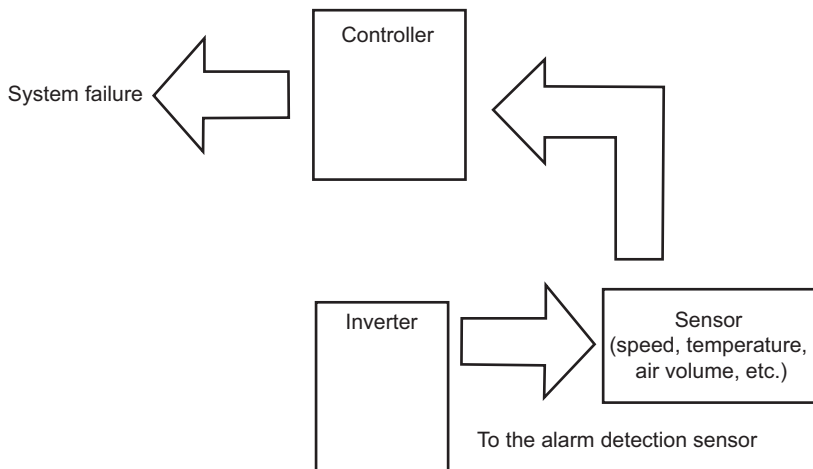 Controller
System failure
Inverter
Sensor
(speed, temperature,
air volume, etc.)
To the alarm detection sensor